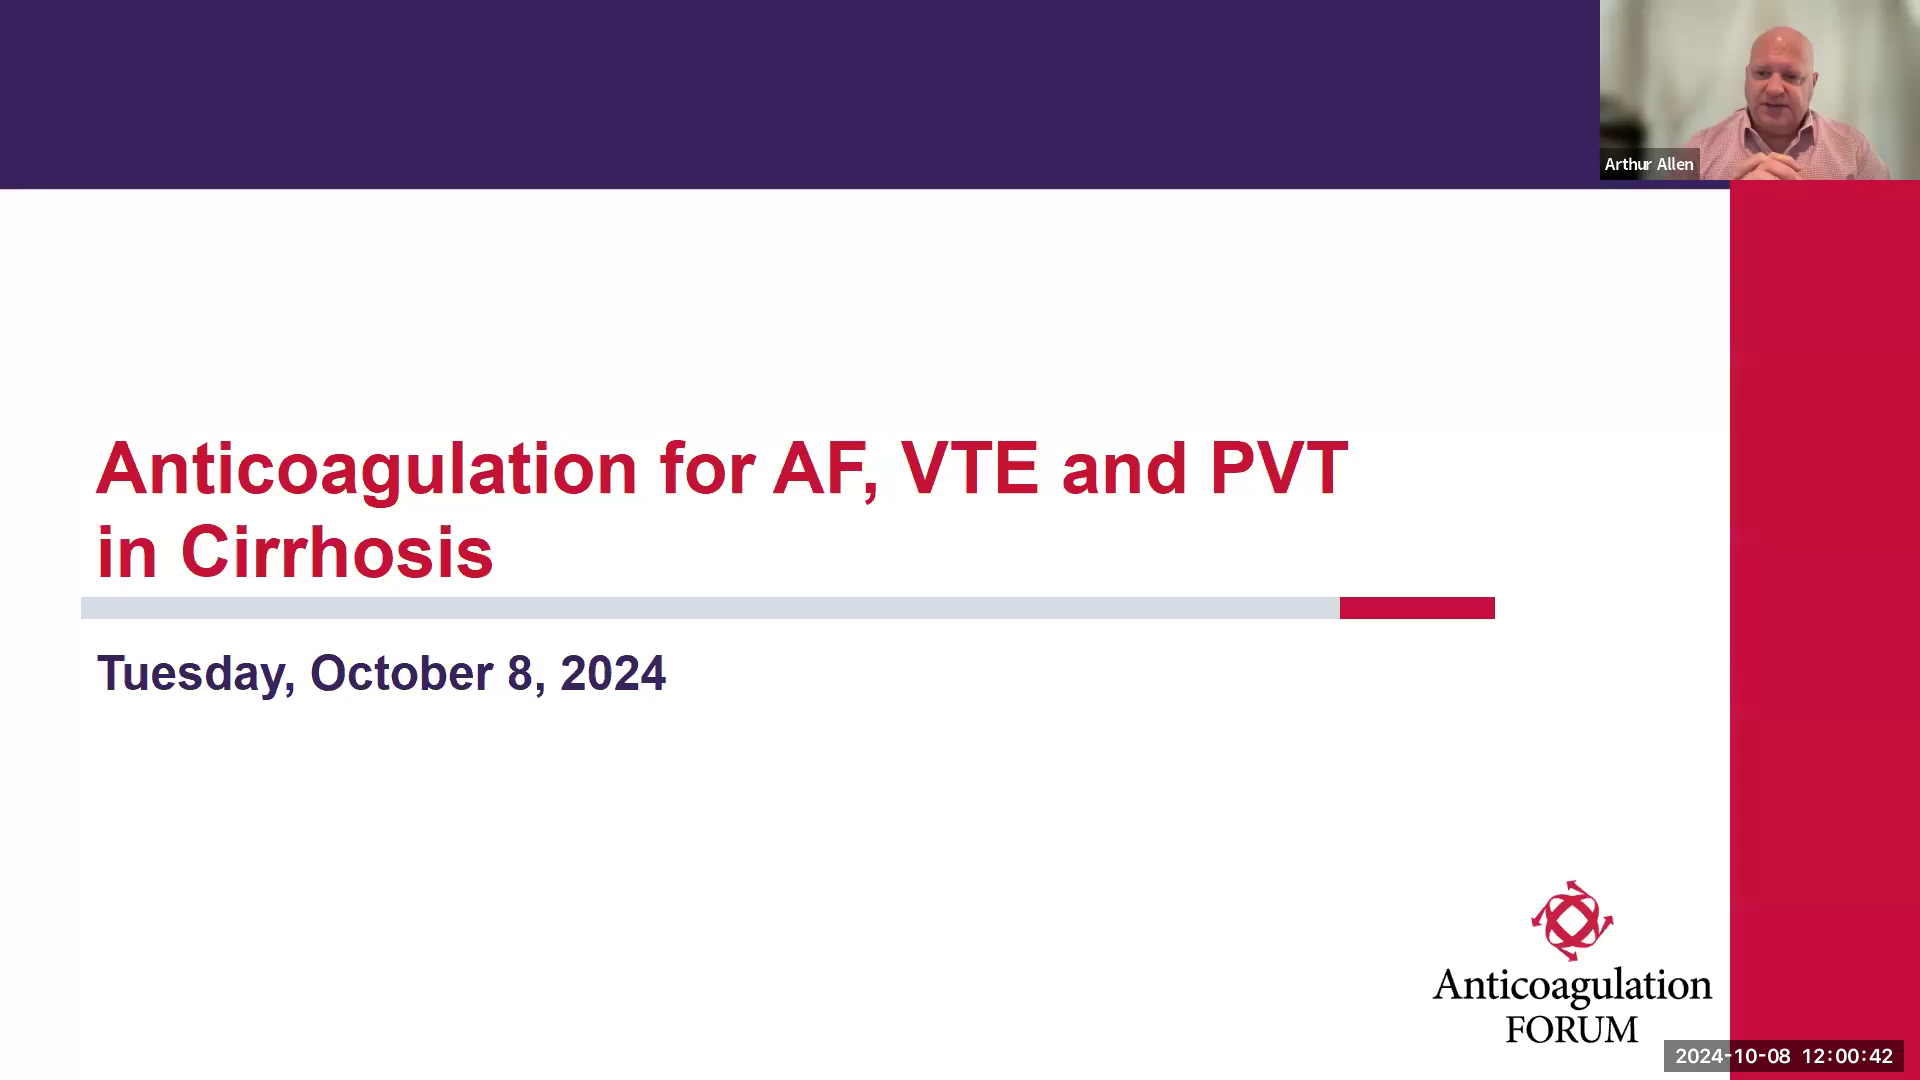 Arthur Allen
Anticoagulation for AF, VTE and PVT
in Cirrhosis
Tuesday, October 8, 2024
Anticoagulation
FORUM
2024-10-08 12:00:42